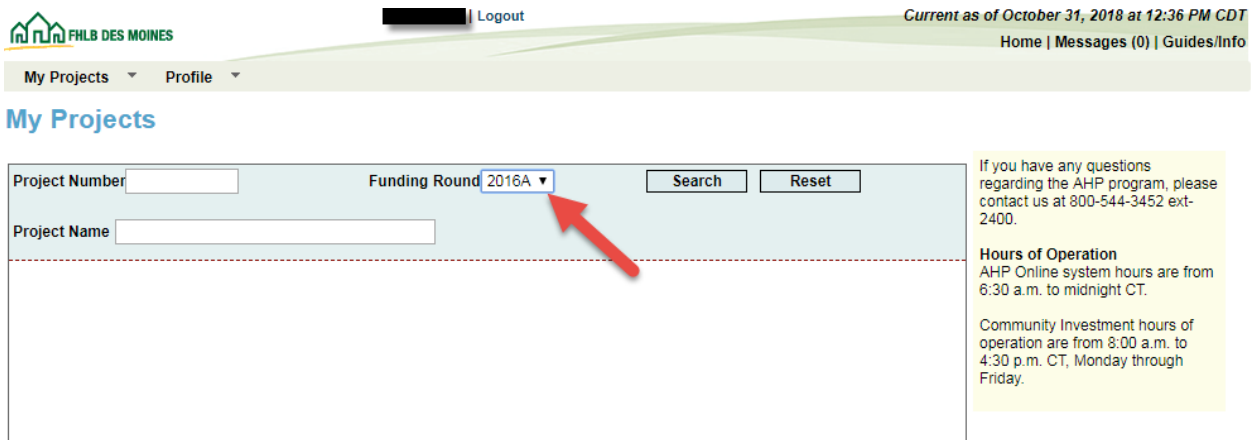 FHLB DES MOINES
| Logout
Current as of October 31, 2018 at 12:36 PM CDT
Home | Messages (0) | Guides/Info
My Projects Profile
My Projects
Project Number Funding Round 2016A Search Reset
Project Name
If you have any questions
regarding the AHP program, please
contact us at 800-544-3452 ext-
2400.
Hours of Operation
AHP Online system hours are from
6:30 a.m. to midnight CT.
Community Investment hours of
operation are from 8:00 a.m. to
4:30 p.m. CT, Monday through
Friday.